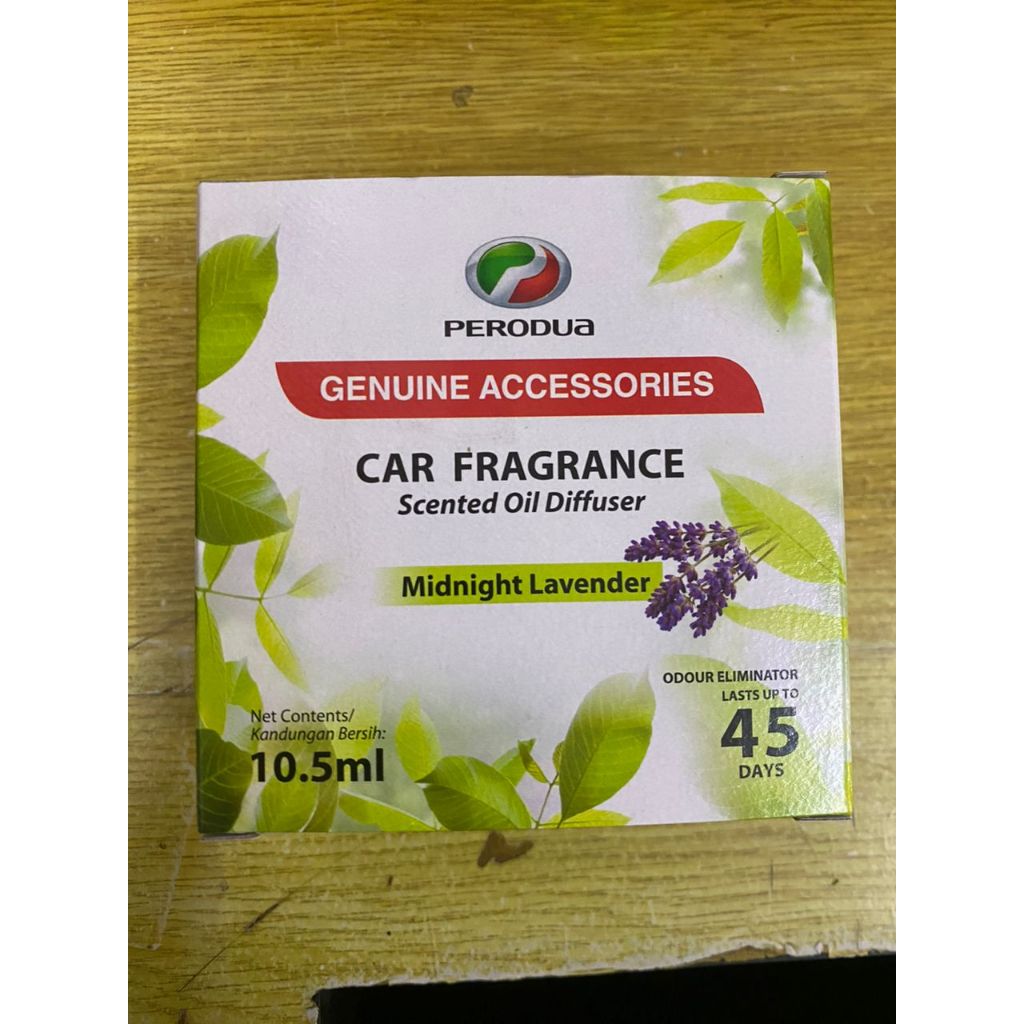 PERODUA
GENUINE ACCESSORIES
CAR FRAGRANCE
Scented Oil Diffuser
Midnight Lavender
ODOUR ELIMINATOR
LASTS UP TO
45
DAYS
Net Contents/
Kandungan Bersih:
10.5ml